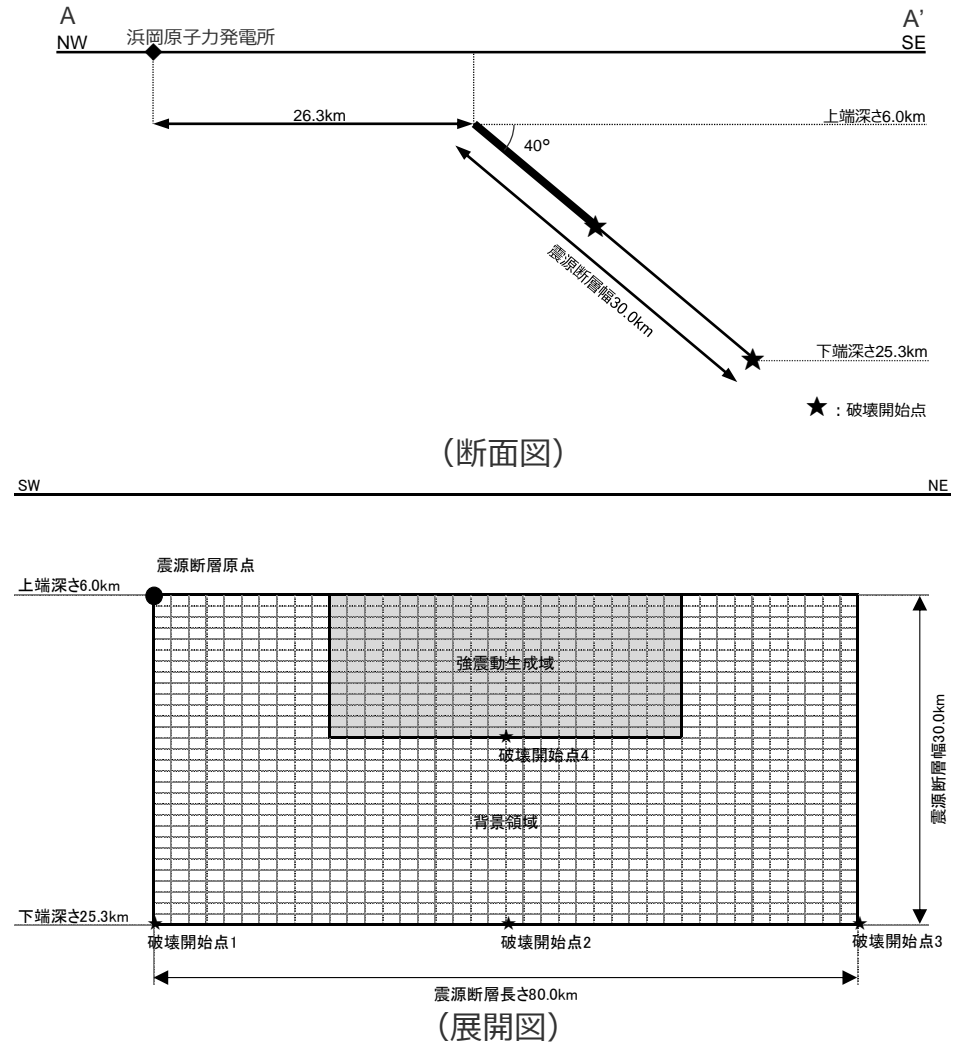 A
A’
NW
浜岡原子力発電所
SE
26.3km
上端深さ6.0km
40°
震源断層幅30.0km
下端深さ25.3km
★：破壊開始点
（断面図）
SW
NE
震源断層原点
上端深さ6.0km
強震動生成域
破壊開始点4
震源断層幅30.0km
背景領域
下端深さ25.3km
破壊開始点1
破壊開始点2
破壊開始点3
震源断層長さ80.0km
（展開図）